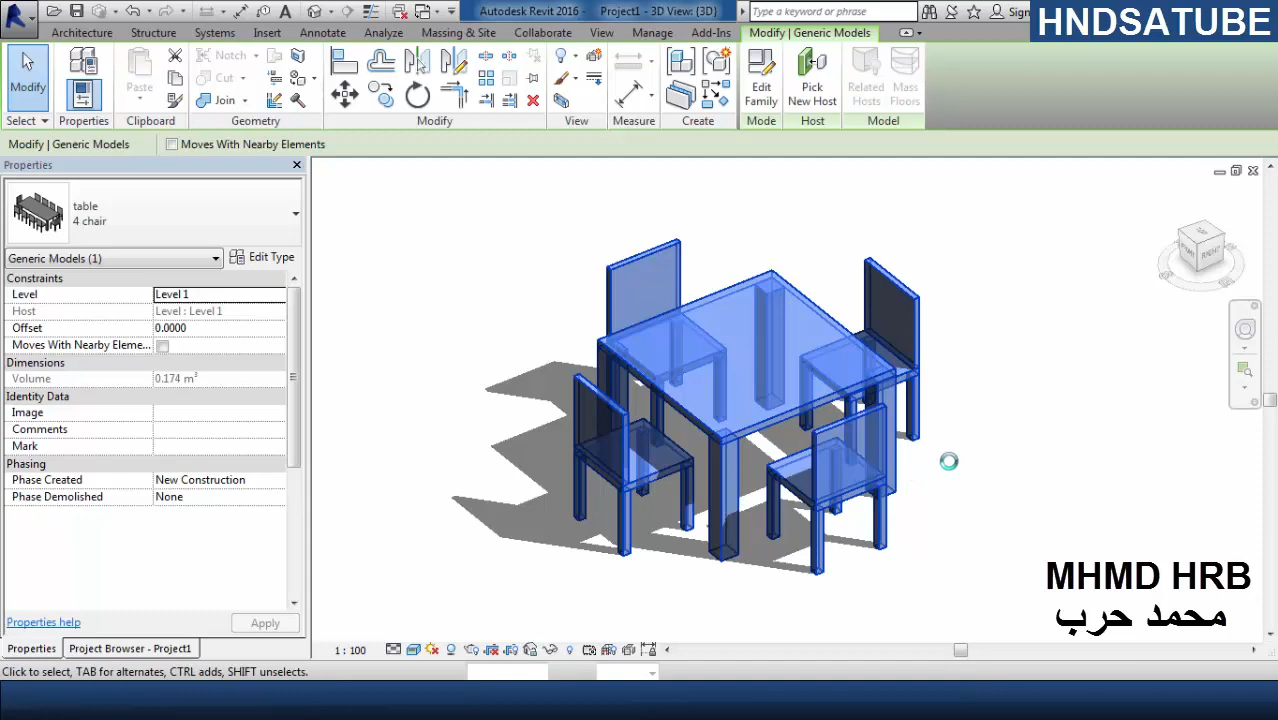 Autodesk Revit 2016 - Project1 - 3D View: {3D}
Type a keyword or phrase
Sign
HNDSATUBE
Architecture
Structure
Systems
Insert
Annotate
Analyze
Massing & Site
Collaborate
View
Manage
Add-Ins
Modify | Generic Models
Modify
Notch
Cut
Join
Paste
Edit Family
Pick New Host
Related Hosts
Mass Floors
Select
Properties
Clipboard
Geometry
Modify
View
Measure
Create
Mode
Host
Model
Modify | Generic Models
Moves With Nearby Elements
Properties
table
4 chair
Generic Models (1)
Edit Type
Constraints
Level Level 1
Host Level : Level 1
Offset 0.0000
Moves With Nearby Eleme...
Dimensions
Volume 0.174 m³
Identity Data
Image
Comments
Mark
Phasing
Phase Created New Construction
Phase Demolished None
Properties help
Apply
RIGHT
MHMD HRB
محمد حرب
Properties
Project Browser - Project1
1 : 100
Click to select, TAB for alternates, CTRL adds, SHIFT unselects.